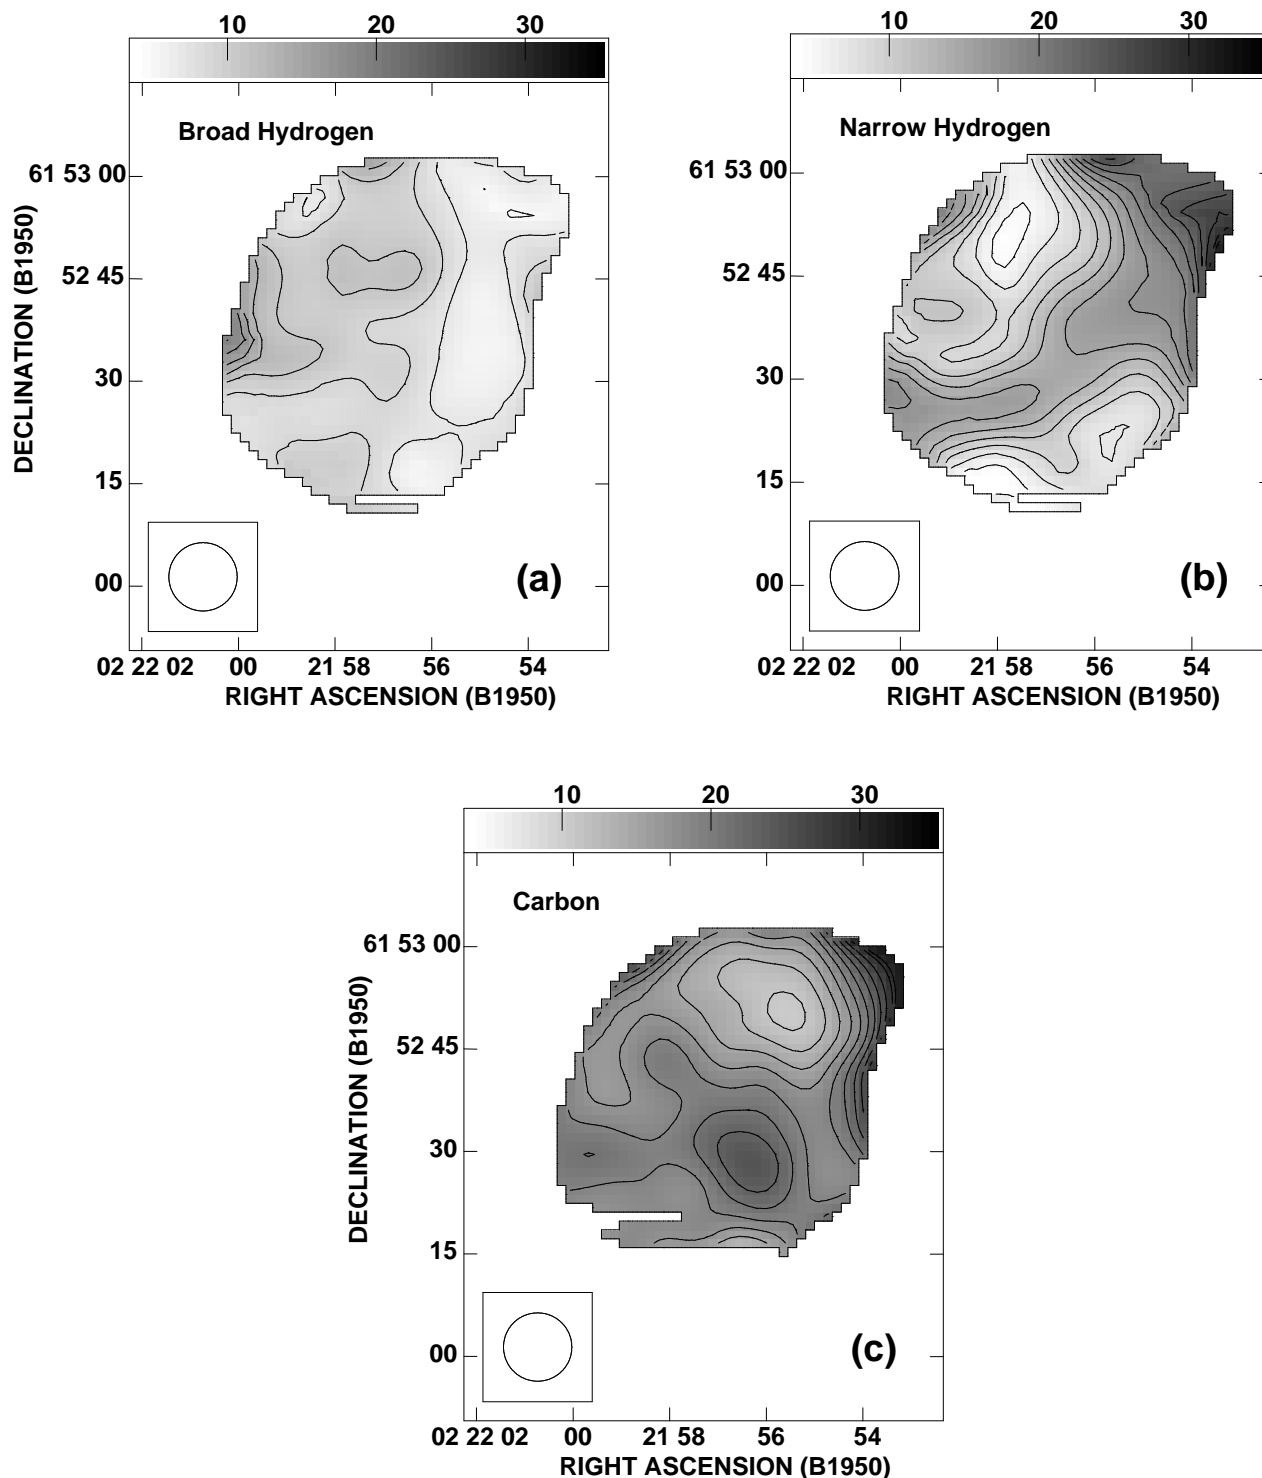 10 20 30
Broad Hydrogen
61 53 00
52 45
30
15
00
DECLINATION (B1950)
(a)
02 22 02 00 21 58 56 54
RIGHT ASCENSION (B1950)
10 20 30
Narrow Hydrogen
61 53 00
52 45
30
15
00
DECLINATION (B1950)
(b)
02 22 02 00 21 58 56 54
RIGHT ASCENSION (B1950)
10 20 30
Carbon
61 53 00
52 45
30
15
00
DECLINATION (B1950)
(c)
02 22 02 00 21 58 56 54
RIGHT ASCENSION (B1950)